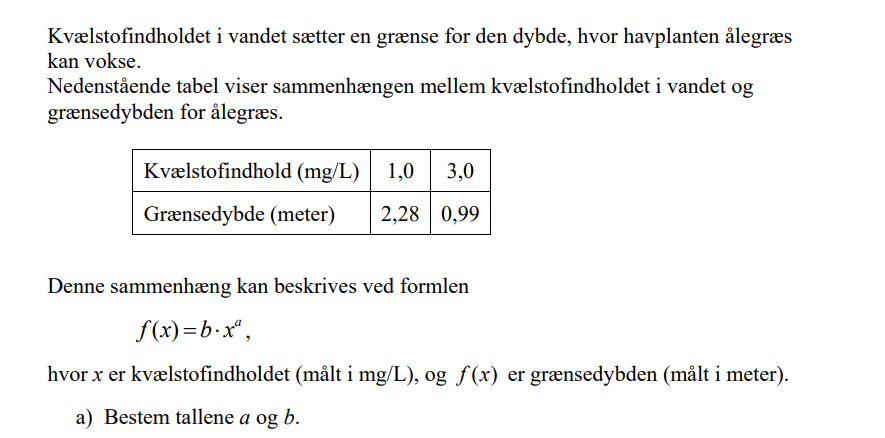 Kvælstofindholdet i vandet sætter en grænse for den dybde, hvor havplanten ålegræs
kan vokse.
Nedenstående tabel viser sammenhængen mellem kvælstofindholdet i vandet og
grænsedybden for ålegræs.
Kvælstofindhold (mg/L) 1,0 3,0
Grænsedybde (meter) 2,28 0,99
Denne sammenhæng kan beskrives ved formlen
f(x)=b·xᵃ,
hvor x er kvælstofindholdet (målt i mg/L), og f(x) er grænsedybden (målt i meter).
a) Bestem tallene a og b.